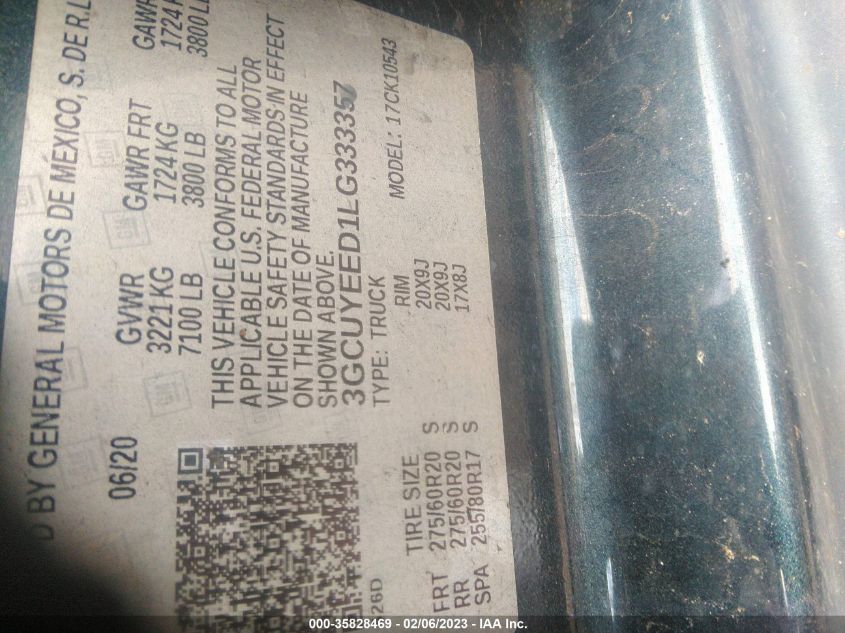 D BY GENERAL MOTORS DE MEXICO, S. DE R.L
06/20 GVWR GAWR FRT GAWR
3221 KG 1724 KG 1724
7100 LB 3800 LB 3800 LB
THIS VEHICLE CONFORMS TO ALL
APPLICABLE U.S. FEDERAL MOTOR
VEHICLE SAFETY STANDARDS IN EFFECT
ON THE DATE OF MANUFACTURE
SHOWN ABOVE.
3GCUYEED1LG333357
TYPE: TRUCK MODEL: 17CK10543
26D TIRE SIZE RIM
FRT 275/60R20 S 20X9J
RR 275/60R20 S 20X9J
SPA 255/80R17 S 17X8J
GM
000-35828469 - 02/06/2023 - IAA Inc.